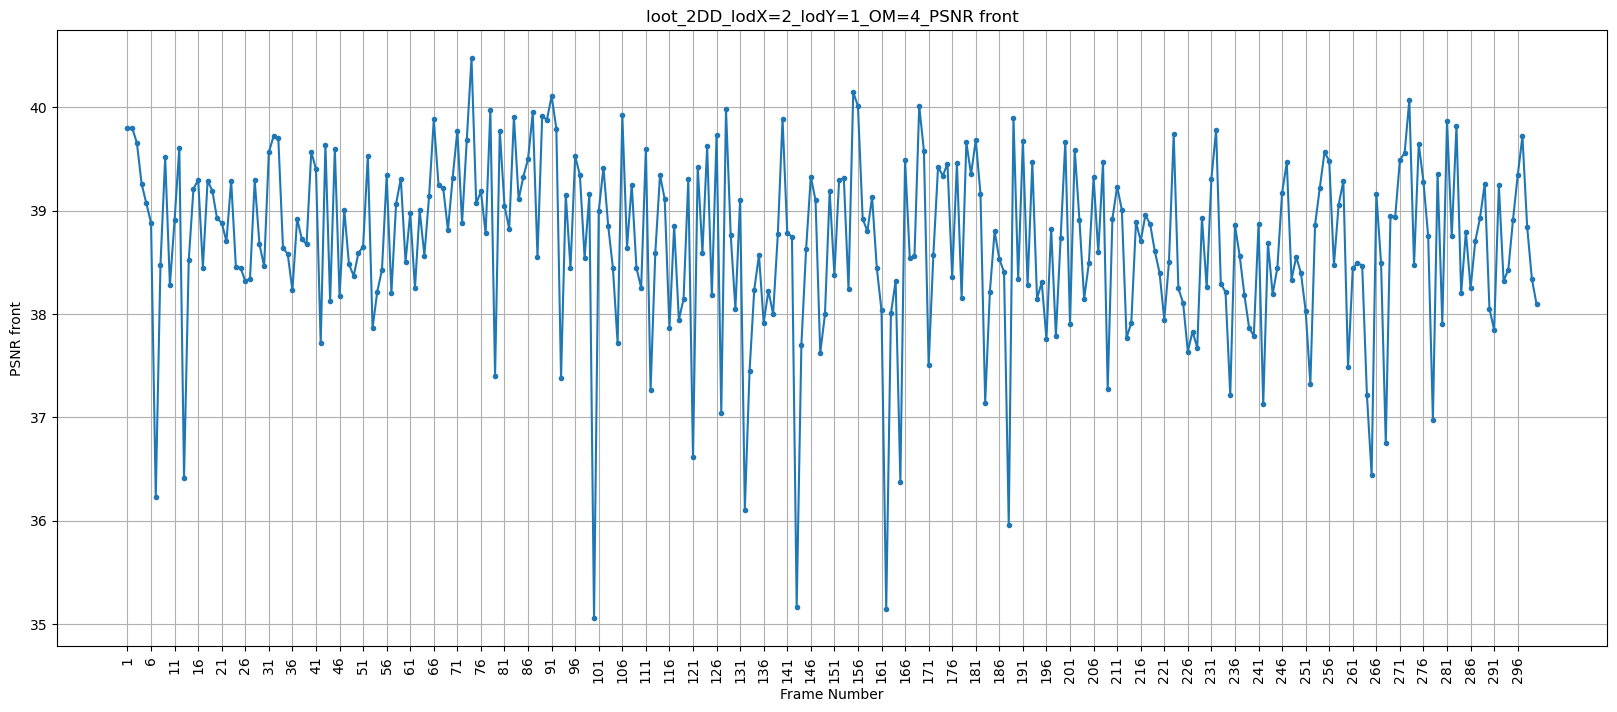 loot_2DD_lodX=2_lodY=1_OM=4_PSNR front
PSNR front
40
39
38
37
36
35
1 6 11 16 21 26 31 36 41 46 51 56 61 66 71 76 81 86 91 96 101 106 111 116 121 126 131 136 141 146 151 156 161 166 171 176 181 186 191 196 201 206 211 216 221 226 231 236 241 246 251 256 261 266 271 276 281 286 291 296
Frame Number